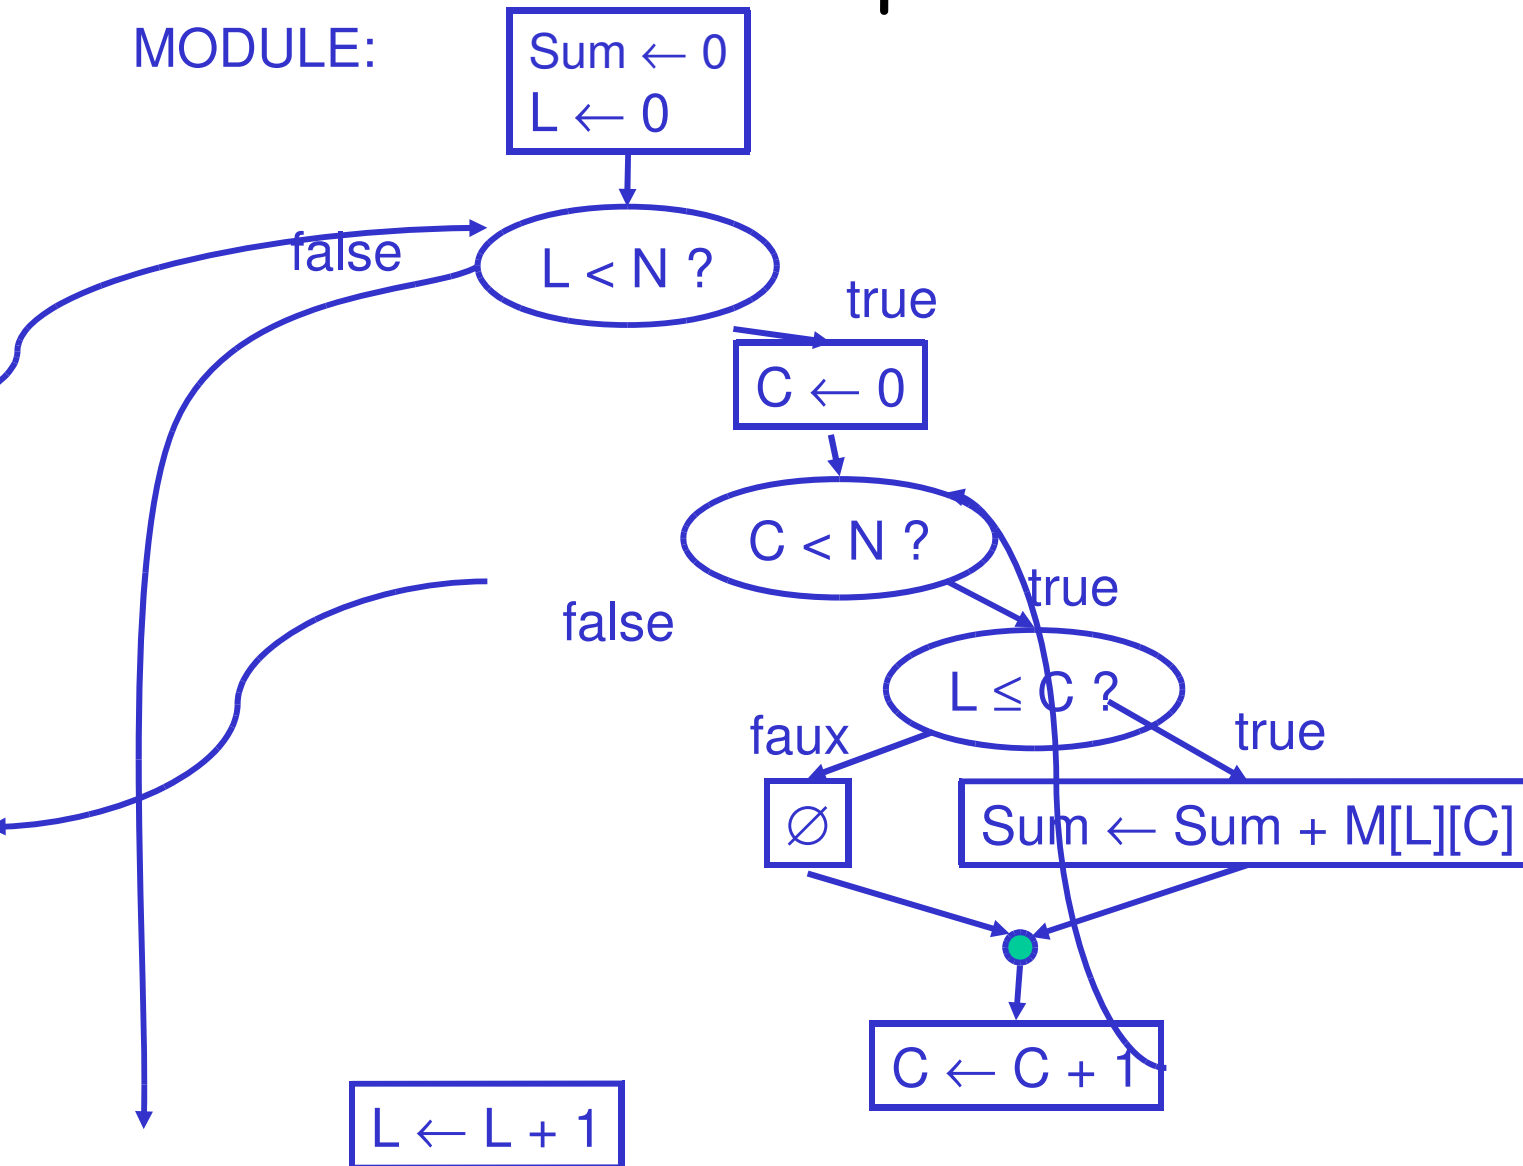 MODULE:
Sum ← 0
L ← 0
false
L < N ?
true
C ← 0
C < N ?
true
false
L ≤ C ?
faux
true
∅
Sum ← Sum + M[L][C]
C ← C + 1
L ← L + 1